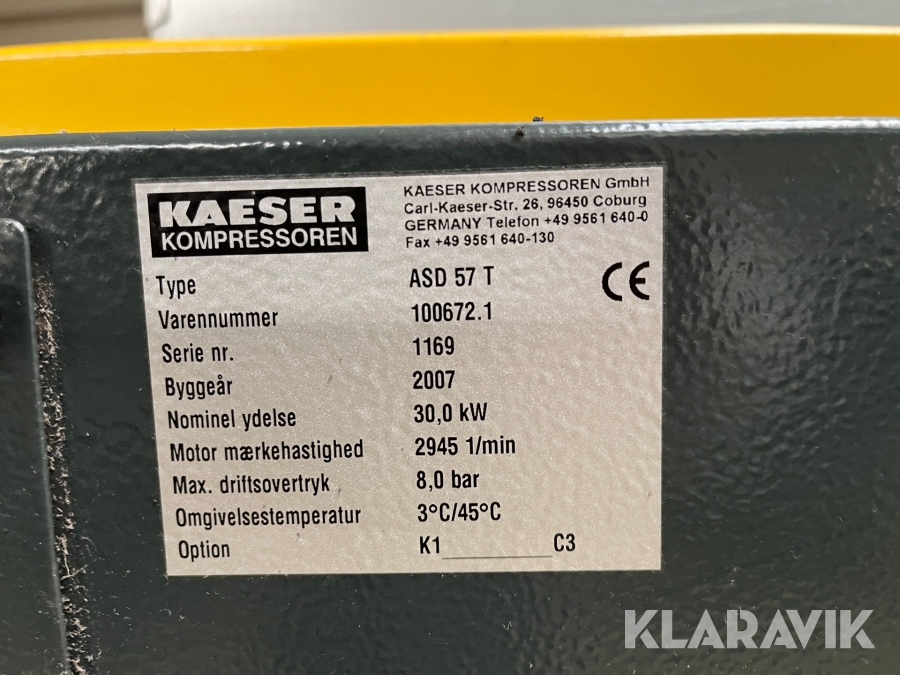 KAESER
KOMPRESSOREN
KAESER KOMPRESSOREN GmbH
Carl-Kaeser-Str. 26, 96450 Coburg
GERMANY Telefon +49 9561 640-0
Fax +49 9561 640-130
CE
Type ASD 57 T
Varennummer 100672.1
Serie nr. 1169
Byggeår 2007
Nominel ydelse 30,0 kW
Motor mærkehastighed 2945 1/min
Max. driftsovertryk 8,0 bar
Omgivelsestemperatur 3°C/45°C
Option K1__________C3
KLARAVIK